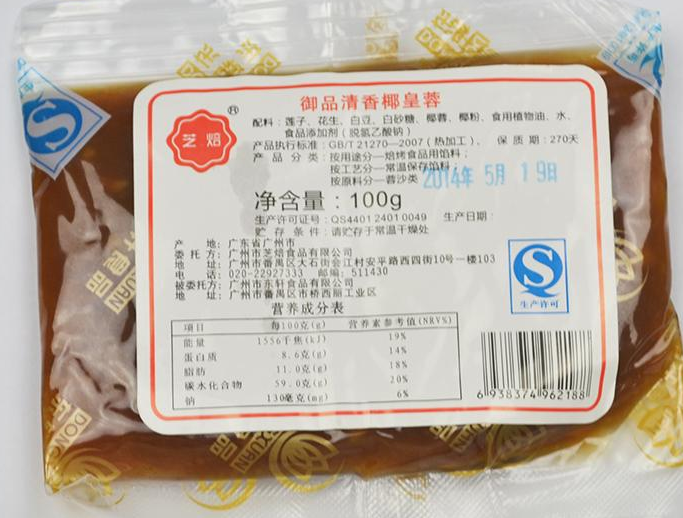 芝焙
®
御品清香椰皇蓉
配料：莲子、花生、白豆、白砂糖、椰蓉、椰粉、食用植物油、水、
食品添加剂（脱氢乙酸钠）
产品执行标准：GB/T 21270—2007（热加工）、 保质期：270天
产品分类：按用途分—焙烤食品用馅料；
按工艺分—常温保存馅料；
按原料分—蓉沙类
2014年 5月 19日
净含量：100g
生产许可证号：QS4401 2401 0049 生产日期：
贮存条件：请贮存于常温干燥处
产地：广东省广州市
委托方：广州市芝焙食品有限公司
地址：广州市番禺区大石街会江村安平路西四街10号一楼103
电话：020-22927333 邮编：511430
被委托方：广州市东轩食品有限公司
地址：广州市番禺区市桥西丽工业区
营养成分表
项目 每100克(g) 营养素参考值(NRV%)
能量 1556千焦(kJ) 19%
蛋白质 8.6克(g) 14%
脂肪 11.0克(g) 18%
碳水化合物 59.0克(g) 20%
钠 130毫克(mg) 6%
生产许可
6 938374 962188